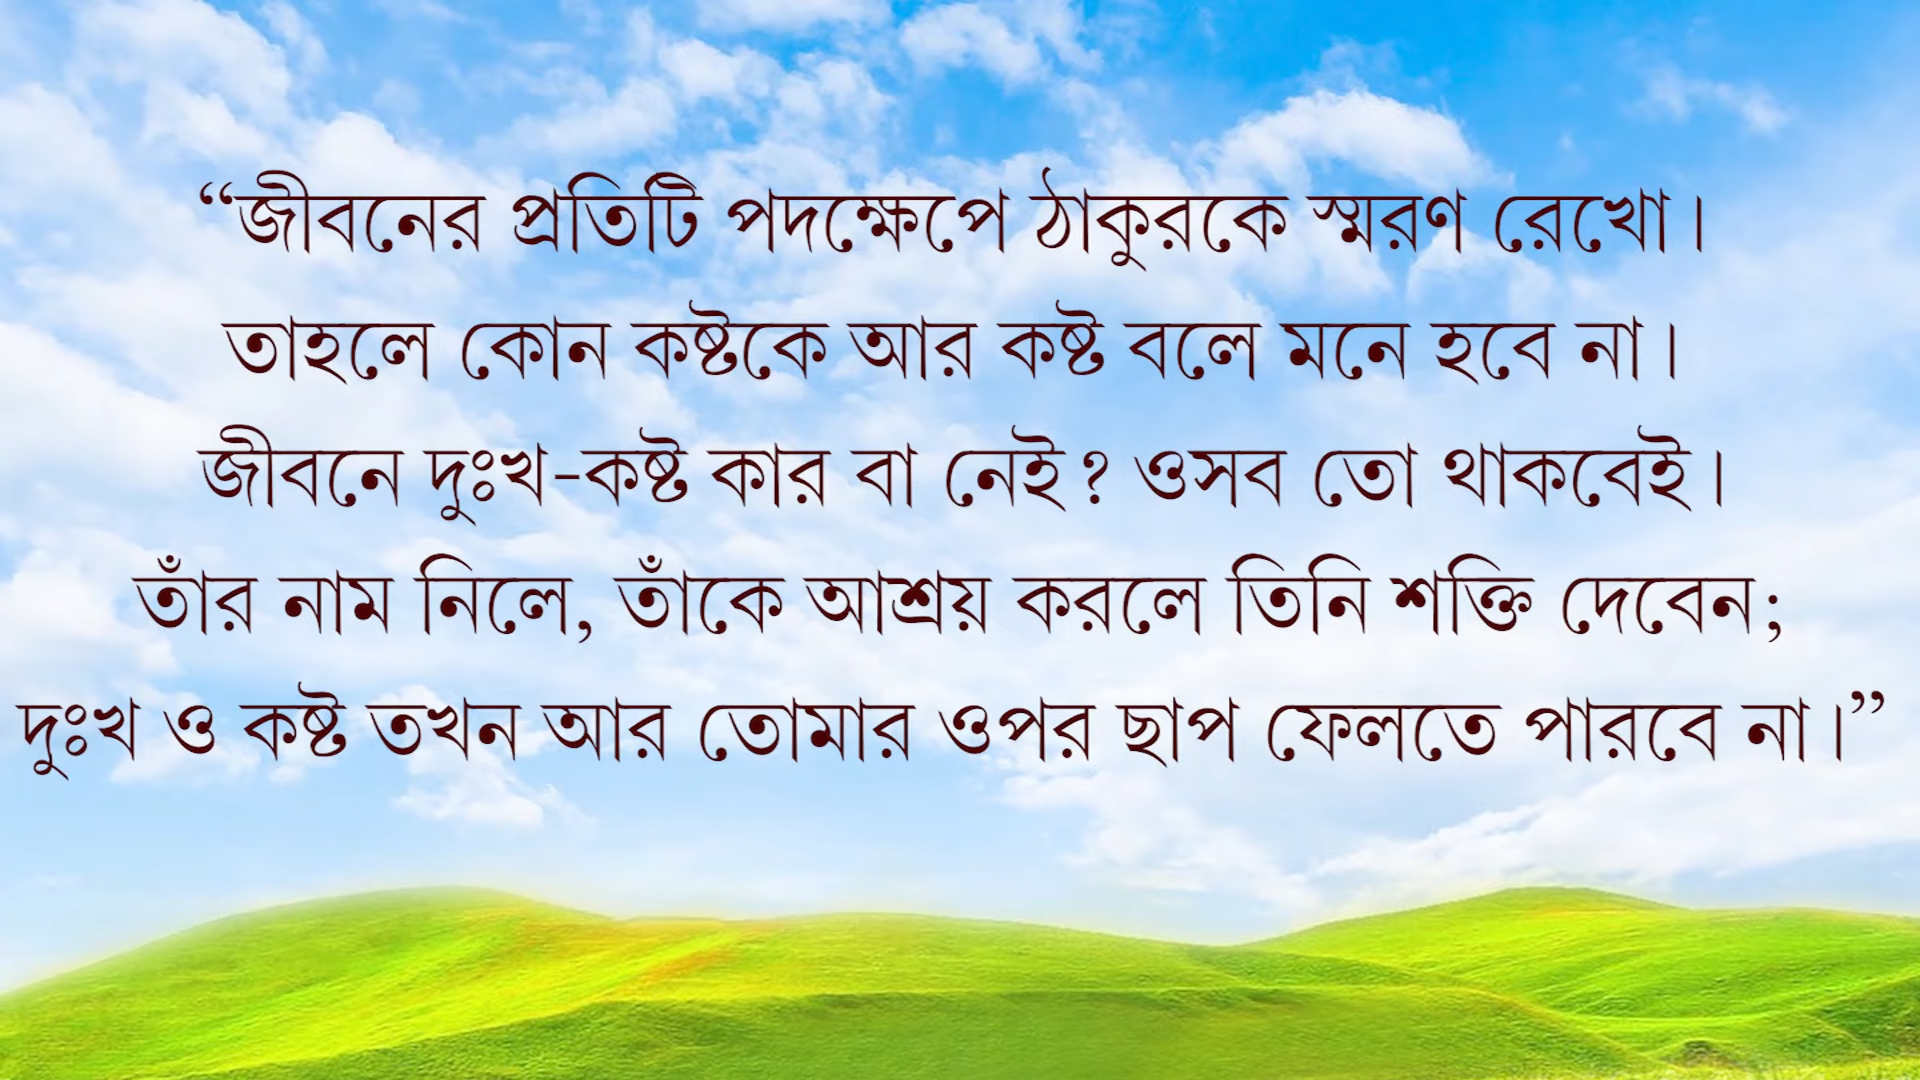 “জীবনের প্রতিটি পদক্ষেপে ঠাকুরকে স্মরণ রেখো।
তাহলে কোন কষ্টকে আর কষ্ট বলে মনে হবে না।
জীবনে দুঃখ-কষ্ট কার বা নেই? ওসব তো থাকবেই।
তাঁর নাম নিলে, তাঁকে আশ্রয় করলে তিনি শক্তি দেবেন;
দুঃখ ও কষ্ট তখন আর তোমার ওপর ছাপ ফেলতে পারবে না।”